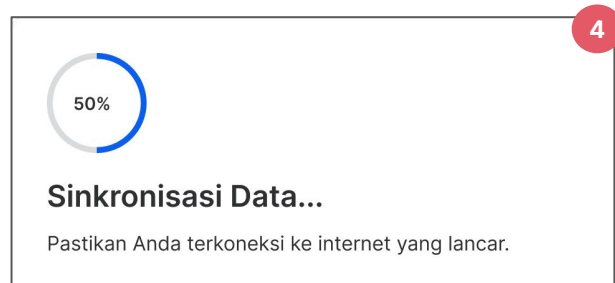 4
50%
Sinkronisasi Data...
Pastikan Anda terkoneksi ke internet yang lancar.